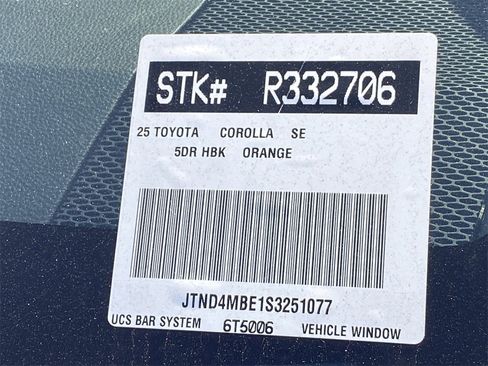 STK# R332706
25 TOYOTA COROLLA SE
5DR HBK ORANGE
JTND4MBE1S3251077
UCS BAR SYSTEM 6T5006 VEHICLE WINDOW